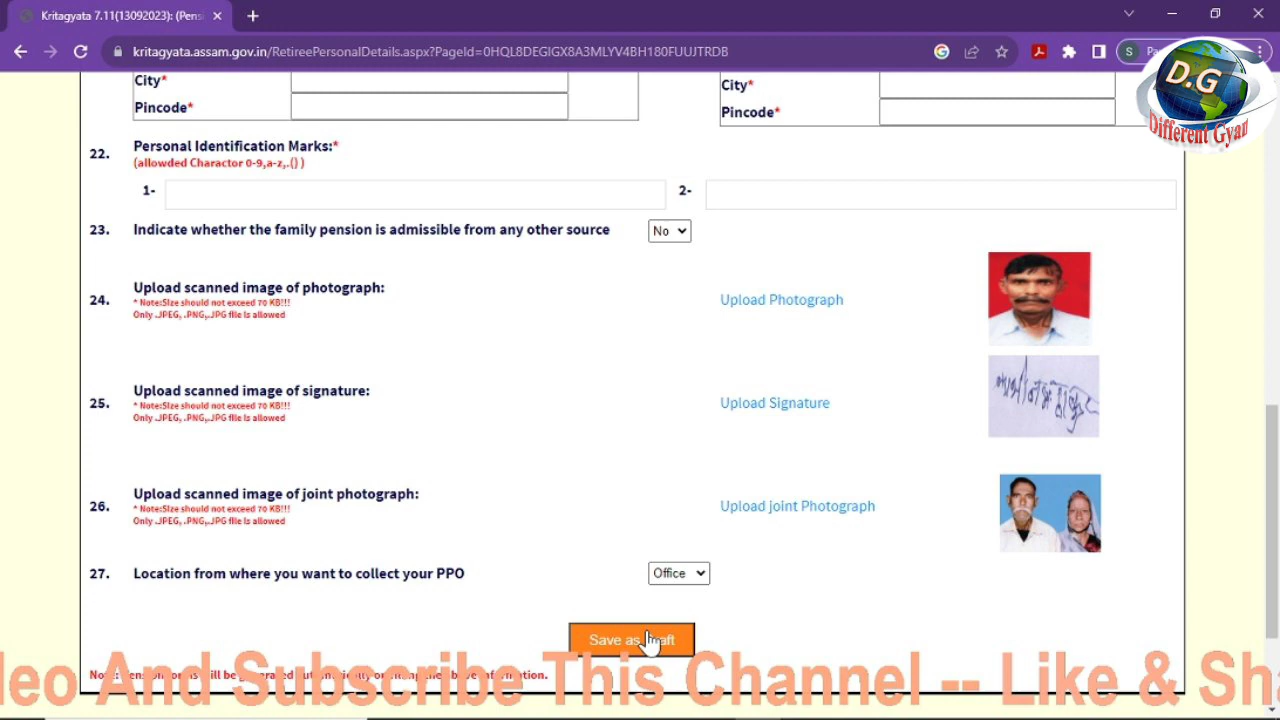 Kritagyata 7.11(13092023): (Pens
kritagyata.assam.gov.in/RetireePersonalDetails.aspx?PageId=0HQL8DEGIGX8A3MLYV4BH180FUUJTRDB
S
D.G
Different Gyan
City*
City*
Pincode*
Pincode*
22. Personal Identification Marks:*
(allowded Charactor 0-9,a-z,.() )
1-
2-
23. Indicate whether the family pension is admissible from any other source No
24. Upload scanned image of photograph: Upload Photograph
* Note:SIze should not exceed 70 KB!!!
Only .JPEG, .PNG,.JPG file is allowed
25. Upload scanned image of signature: Upload Signature
* Note:SIze should not exceed 70 KB!!!
Only .JPEG, .PNG,.JPG file is allowed
26. Upload scanned image of joint photograph: Upload joint Photograph
* Note:SIze should not exceed 70 KB!!!
Only .JPEG, .PNG,.JPG file is allowed
27. Location from where you want to collect your PPO Office
Save as
deo And Subscribe This Channel -- Like & Sha